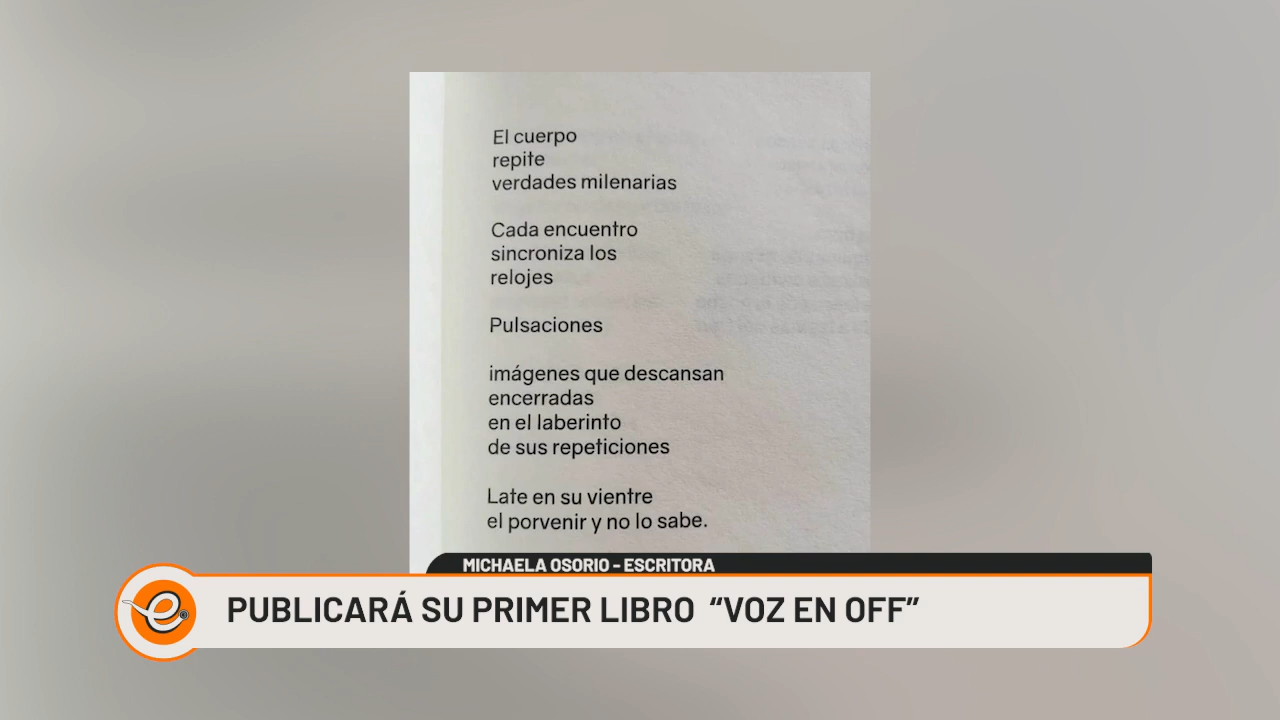 El cuerpo
repite
verdades milenarias
Cada encuentro
sincroniza los
relojes
Pulsaciones
imágenes que descansan
encerradas
en el laberinto
de sus repeticiones
Late en su vientre
el porvenir y no lo sabe.
MICHAELA OSORIO - ESCRITORA
PUBLICARÁ SU PRIMER LIBRO “VOZ EN OFF”